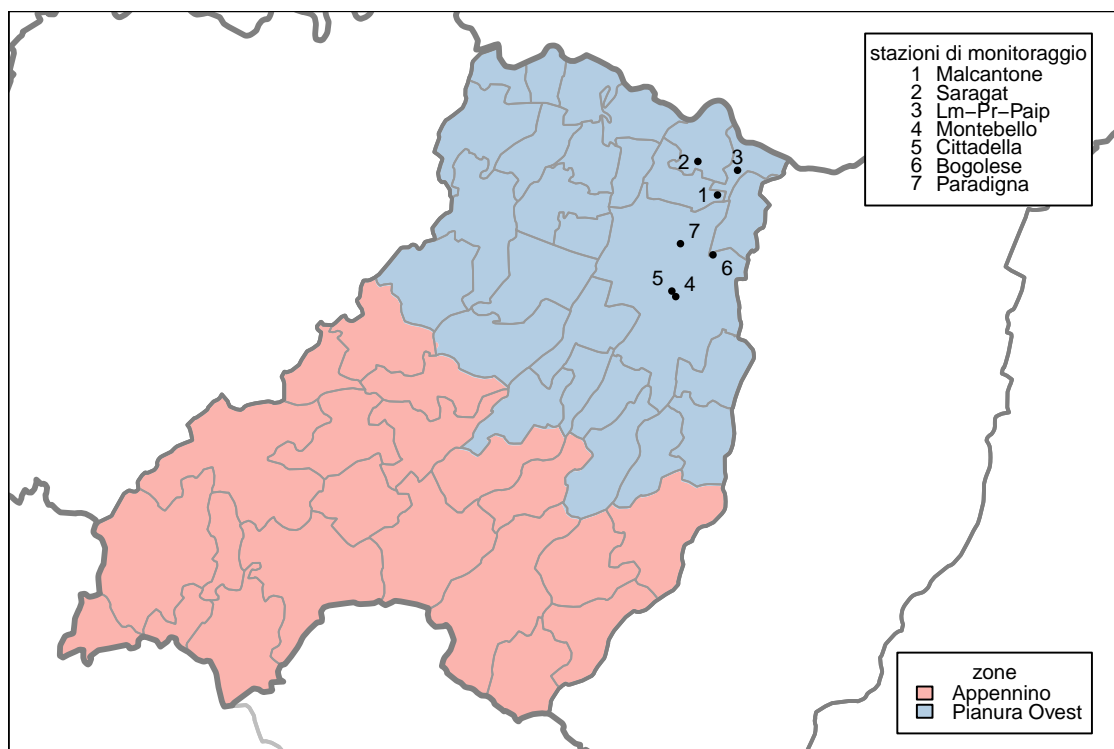 stazioni di monitoraggio
1 Malcantone
2 Saragat
3 Lm−Pr−Paip
4 Montebello
5 Cittadella
6 Bogolese
7 Paradigna
2
3
1
7
6
5
4
zone
Appennino
Pianura Ovest